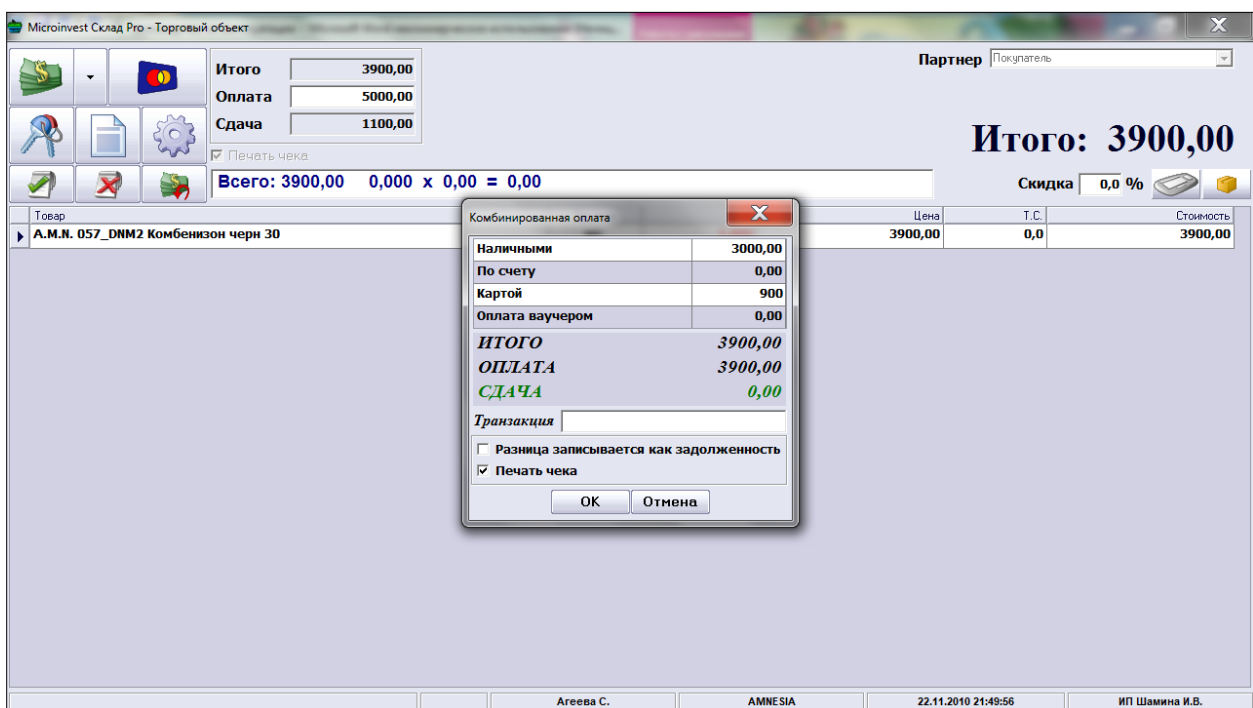 Microinvest Склад Pro - Торговый объект
Итого 3900,00
Оплата 5000,00
Сдача 1100,00
Печать чека
Партнер Покупатель
Итого: 3900,00
Всего: 3900,00 0,000 x 0,00 = 0,00
Скидка 0,0 %
Товар Цена Т.С. Стоимость
A.M.N. 057_DNM2 Комбенизон черн 30 3900,00 0,0 3900,00
Комбинированная оплата
Наличными 3000,00
По счету 0,00
Картой 900
Оплата ваучером 0,00
ИТОГО 3900,00
ОПЛАТА 3900,00
СДАЧА 0,00
Транзакция
Разница записывается как задолженность
Печать чека
OK Отмена
Агеева С. AMNESIA 22.11.2010 21:49:56 ИП Шамина И.В.